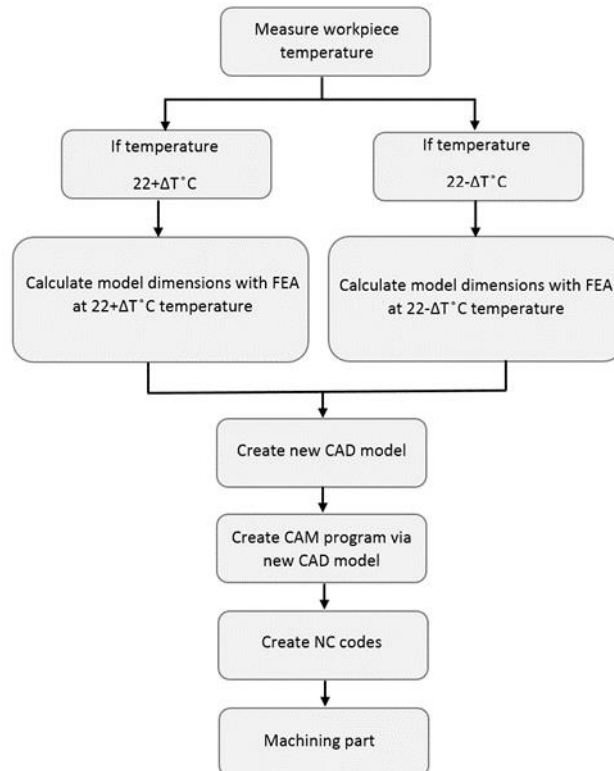 Measure workpiece
temperature
If temperature
22+ΔT˚C
If temperature
22-ΔT˚C
Calculate model dimensions with FEA
at 22+ΔT˚C temperature
Calculate model dimensions with FEA
at 22-ΔT˚C temperature
Create new CAD model
Create CAM program via
new CAD model
Create NC codes
Machining part